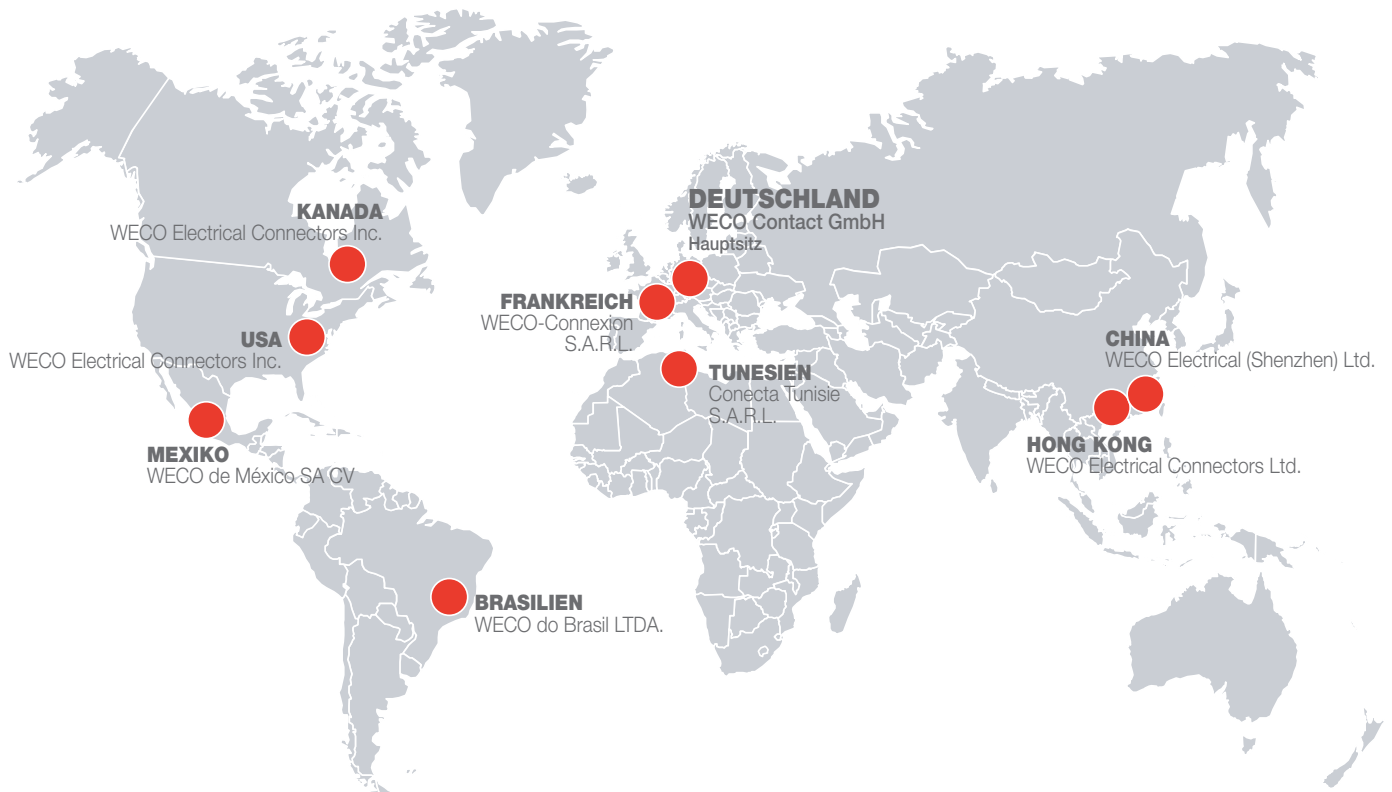 KANADA
WECO Electrical Connectors Inc.
USA
WECO Electrical Connectors Inc.
MEXIKO
WECO de México SA CV
BRASILIEN
WECO do Brasil LTDA.
DEUTSCHLAND
WECO Contact GmbH
Hauptsitz
FRANKREICH
WECO-Connexion
S.A.R.L.
TUNESIEN
Conecta Tunisie
S.A.R.L.
CHINA
WECO Electrical (Shenzhen) Ltd.
HONG KONG
WECO Electrical Connectors Ltd.